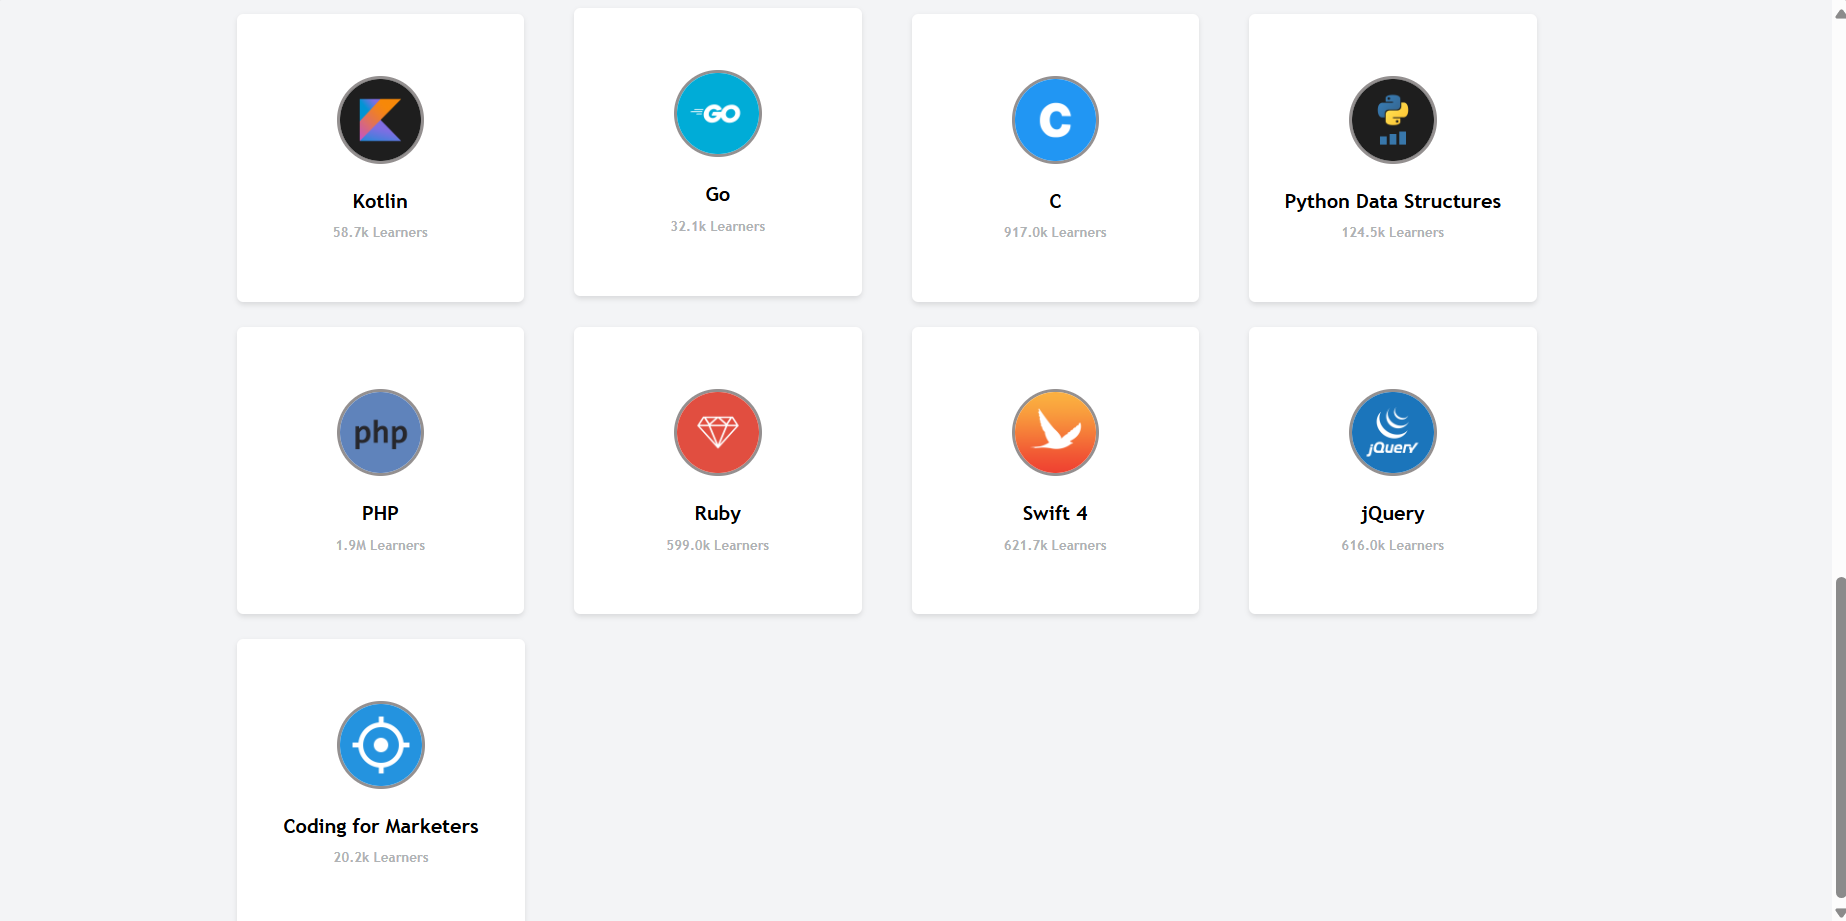 GO
C
Kotlin
Go
C
Python Data Structures
58.7k Learners
32.1k Learners
917.0k Learners
124.5k Learners
php
jQuery
PHP
Ruby
Swift 4
jQuery
1.9M Learners
599.0k Learners
621.7k Learners
616.0k Learners
Coding for Marketers
20.2k Learners